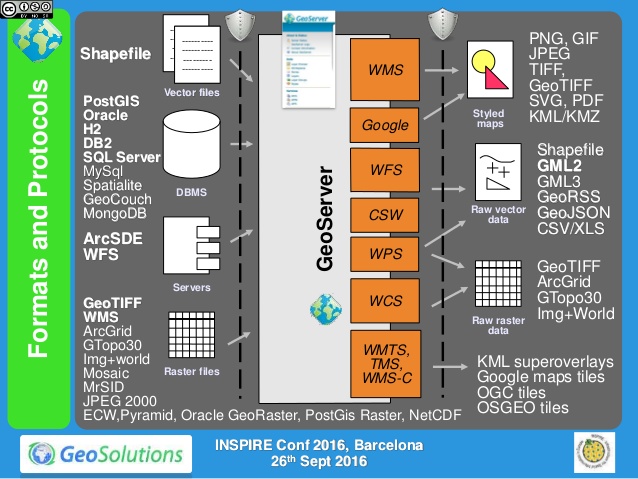 Formats and Protocols
Shapefile
Vector files
PostGIS
Oracle
H2
DB2
SQL Server
MySql
Spatialite
GeoCouch
MongoDB
DBMS
ArcSDE
WFS
Servers
GeoTIFF
WMS
ArcGrid
GTopo30
Img+world
Mosaic
MrSID
JPEG 2000
ECW,Pyramid, Oracle GeoRaster, PostGis Raster, NetCDF
Raster files
GeoServer
GeoServer
WMS
Google
WFS
CSW
WPS
WCS
WMTS,
TMS,
WMS-C
Styled
maps
PNG, GIF
JPEG
TIFF,
GeoTIFF
SVG, PDF
KML/KMZ
Raw vector
data
Shapefile
GML2
GML3
GeoRSS
GeoJSON
CSV/XLS
Raw raster
data
GeoTIFF
ArcGrid
GTopo30
Img+World
KML superoverlays
Google maps tiles
OGC tiles
OSGEO tiles
GeoSolutions
INSPIRE Conf 2016, Barcelona
26th Sept 2016